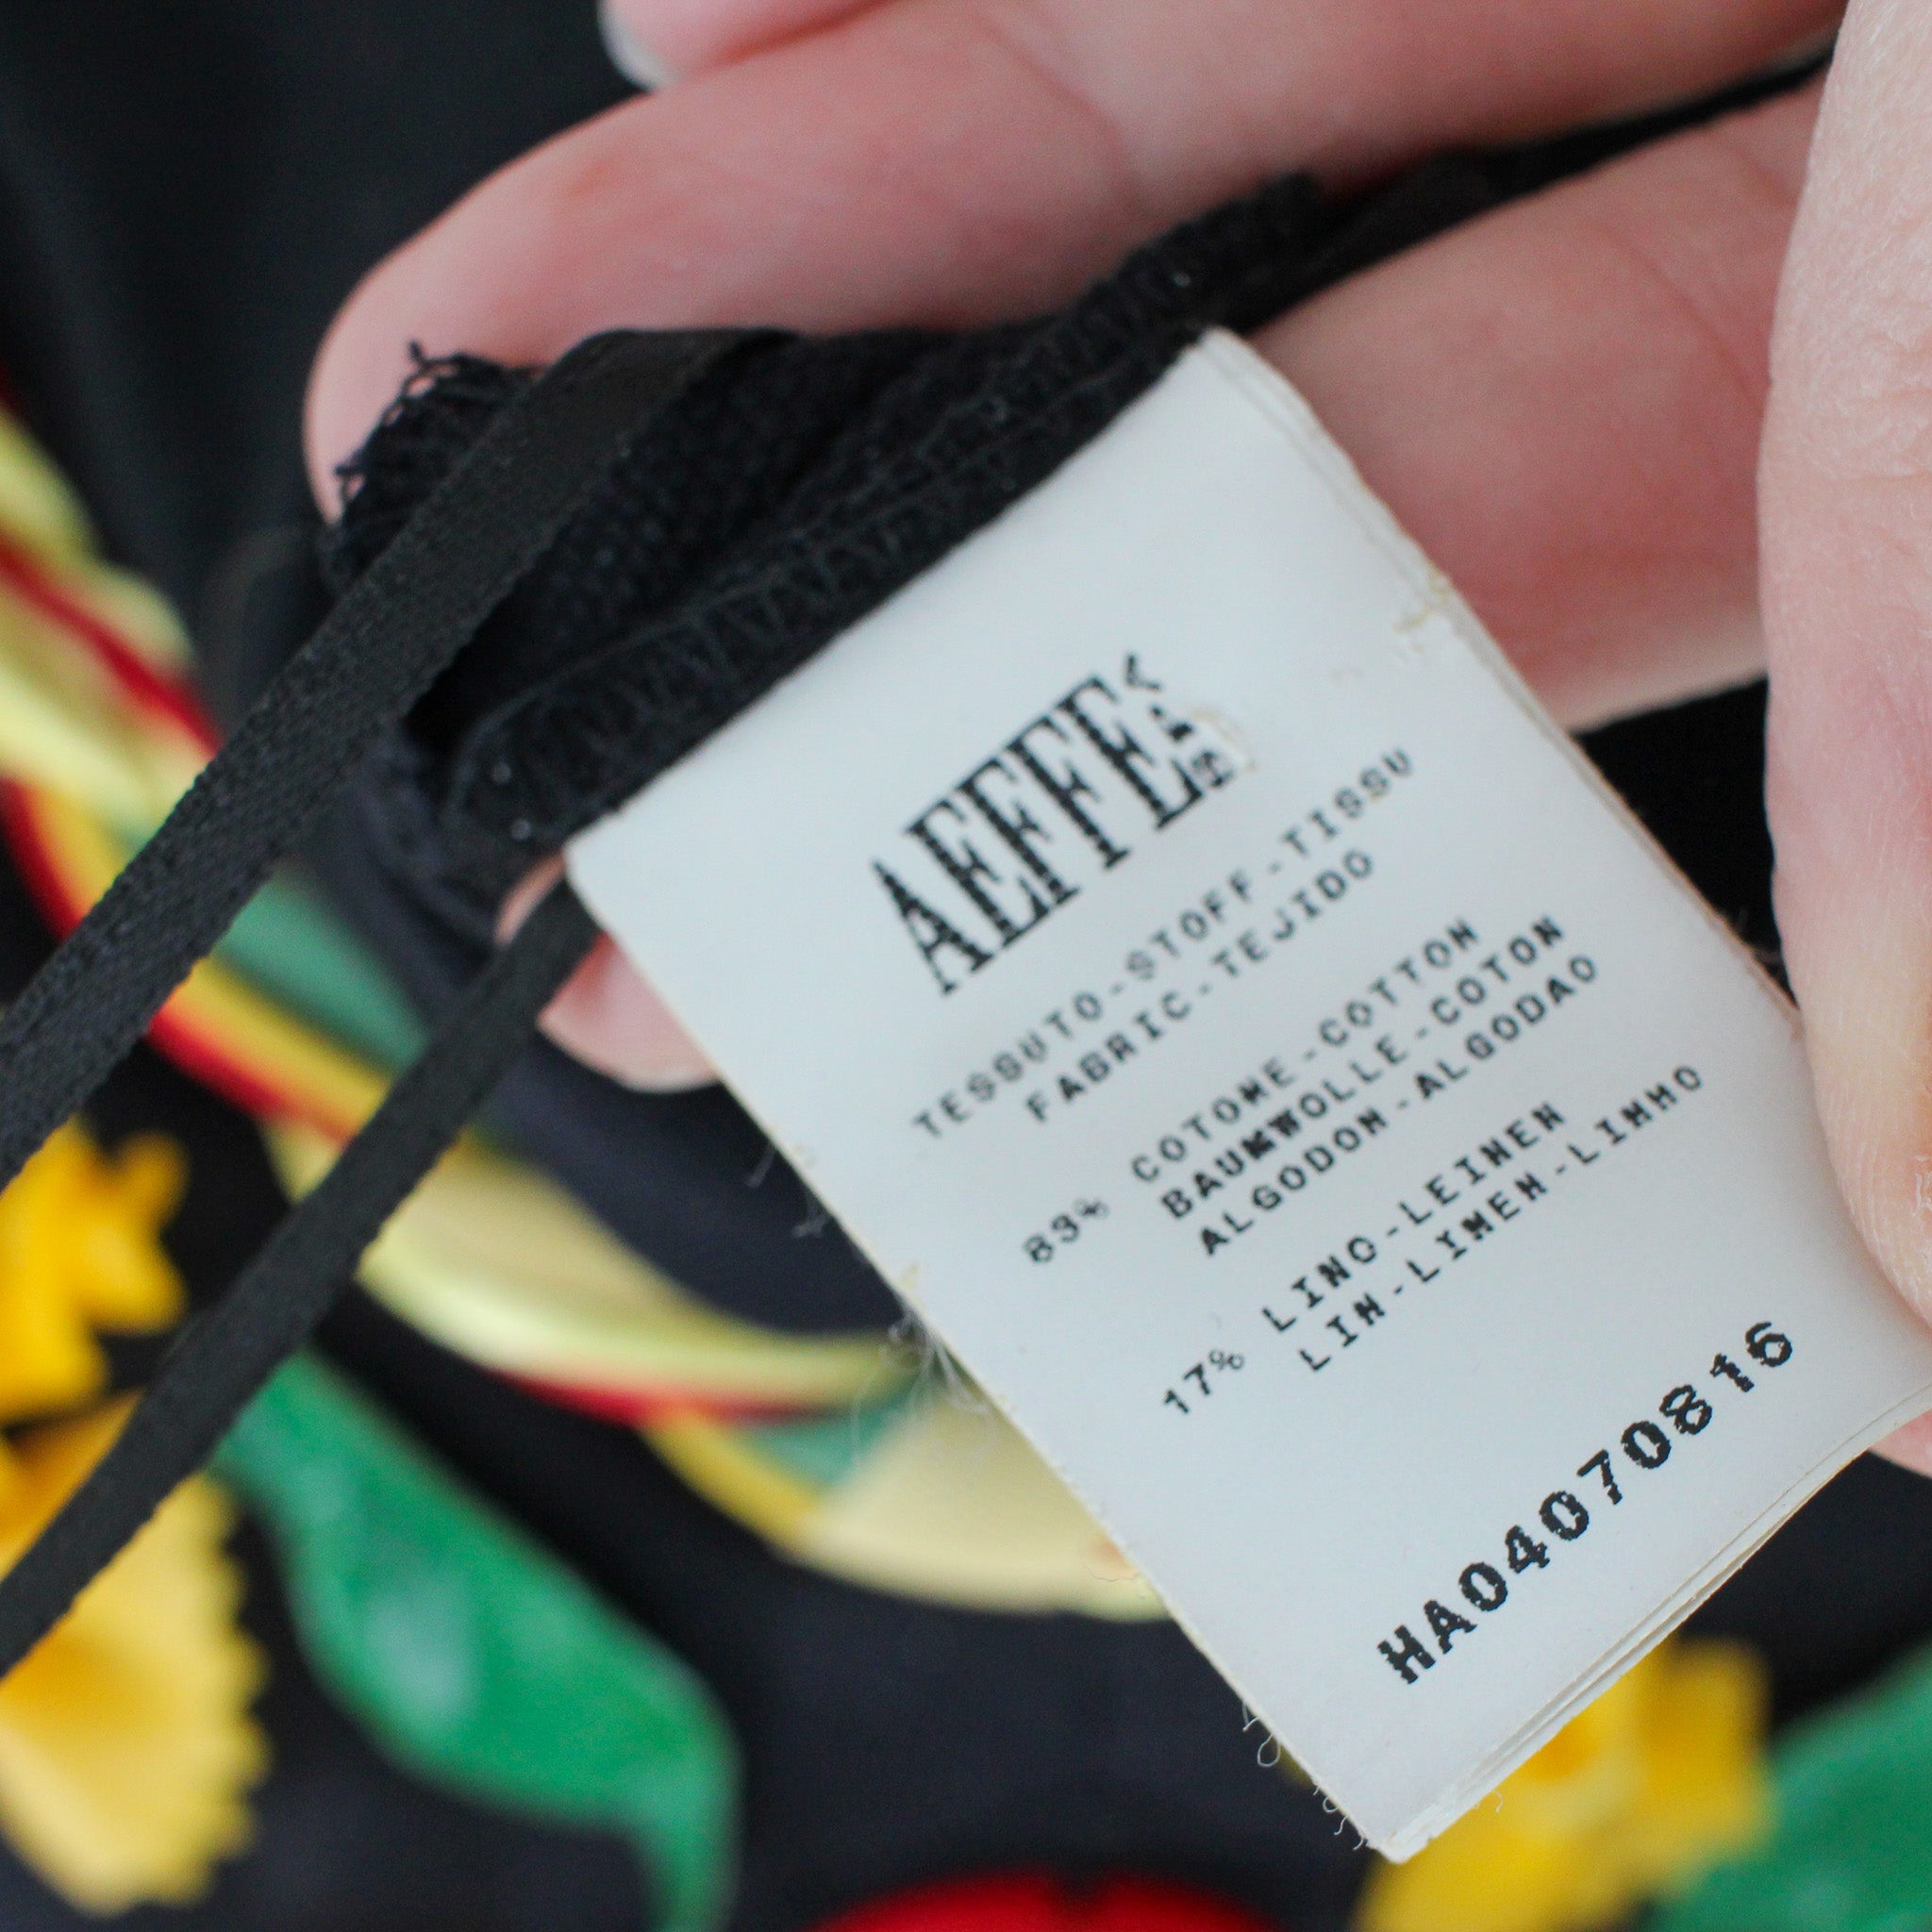 AEFFE SPA
TESSUTO-STOFF-TISSU
FABRIC-TEJIDO
83% COTONE-COTTON
BAUMWOLLE-COTON
ALGODON-ALGODAO
17% LINO-LEINEN
LIN-LINEN-LINHO
HA04070816